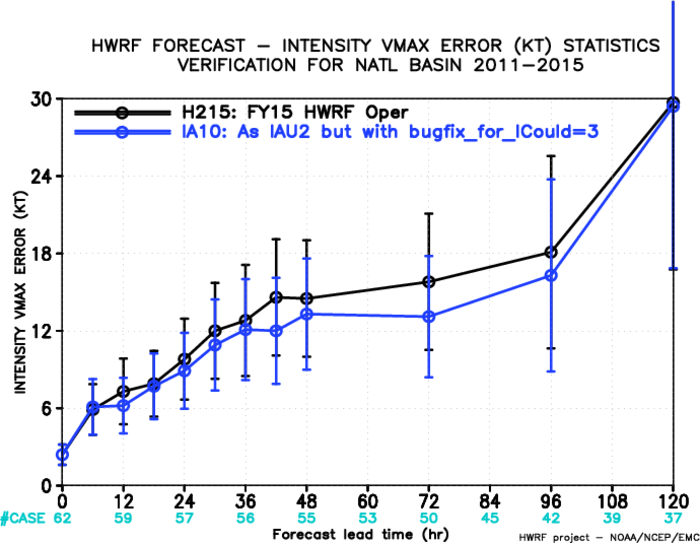 HWRF FORECAST – INTENSITY VMAX ERROR (KT) STATISTICS
VERIFICATION FOR NATL BASIN 2011–2015
H215: FY15 HWRF Oper
IA10: As IAU2 but with bugfix_for_ICould=3
INTENSITY VMAX ERROR (KT)
30
24
18
12
6
0
0 12 24 36 48 60 72 84 96 108 120
#CASE 62 59 57 56 55 53 50 45 42 39 37
Forecast lead time (hr)
HWRF project – NOAA/NCEP/EMC